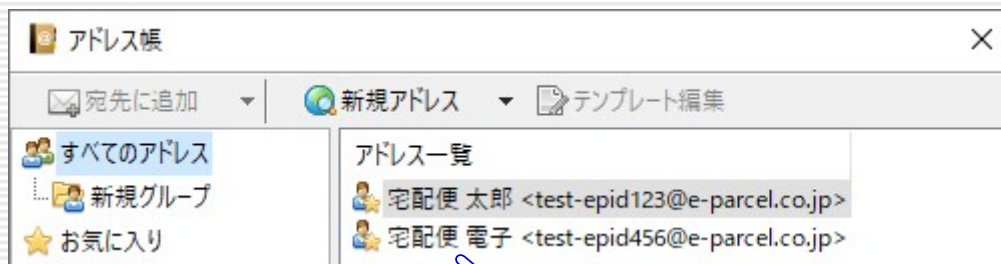 アドレス帳
宛先に追加 新規アドレス テンプレート編集
すべてのアドレス
新規グループ
お気に入り
アドレス一覧
宅配便 太郎 <test-epid123@e-parcel.co.jp>
宅配便 電子 <test-epid456@e-parcel.co.jp>